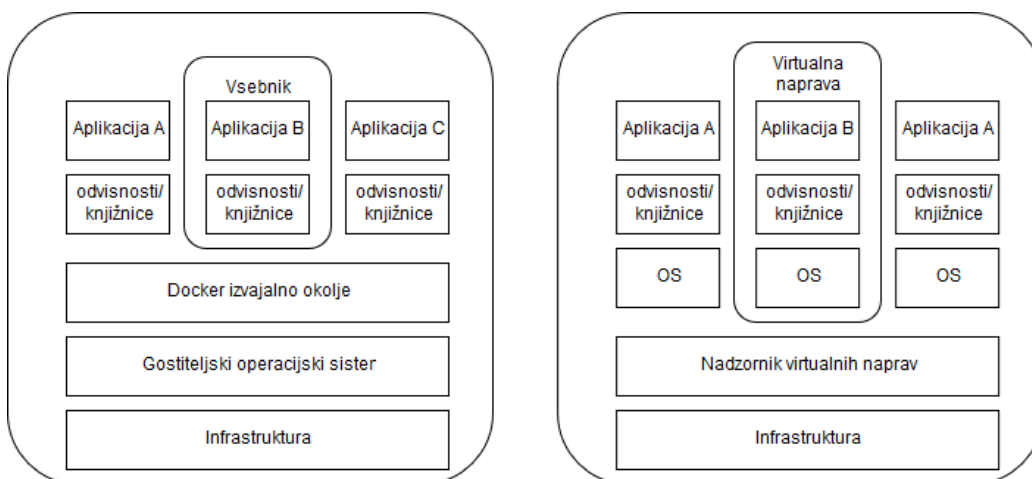 Vsebnik
Aplikacija A
Aplikacija B
Aplikacija C
odvisnosti/
knjižnice
odvisnosti/
knjižnice
odvisnosti/
knjižnice
Docker izvajalno okolje
Gostiteljski operacijski sister
Infrastruktura
Virtualna
naprava
Aplikacija A
Aplikacija B
Aplikacija A
odvisnosti/
knjižnice
odvisnosti/
knjižnice
odvisnosti/
knjižnice
OS
OS
OS
Nadzornik virtualnih naprav
Infrastruktura